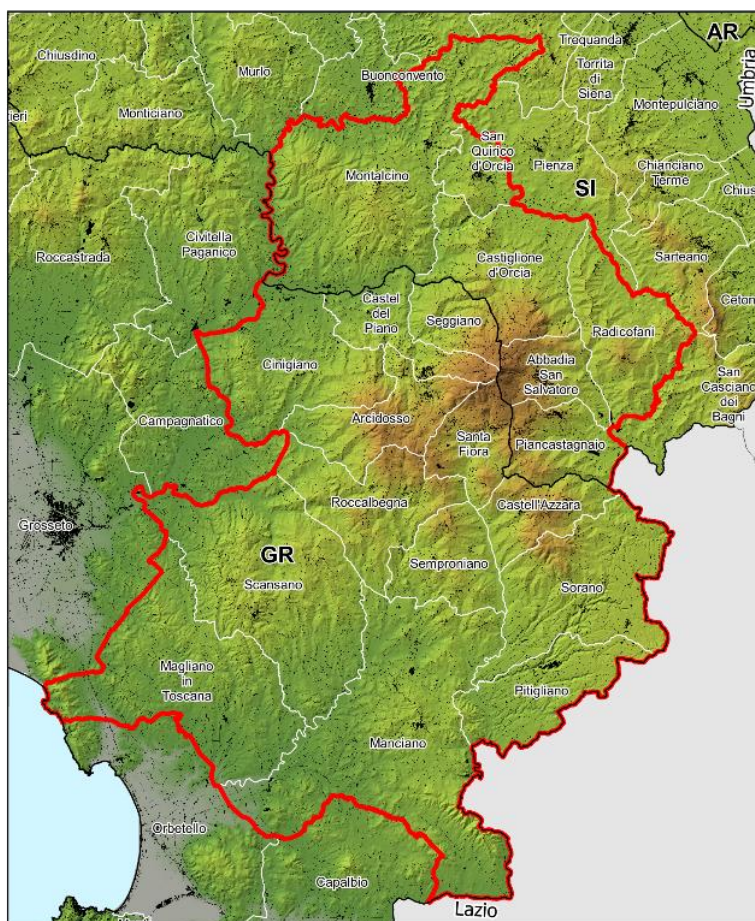 AR
Chiusdino
Trequanda
Murlo
Buonconvento
Torrita
di
Siena
Umbria
Monticiano
Montepulciano
San
Quirico
d'Orcia
Pienza
Chianciano
Terme
Montalcino
SI
Civitella
Paganico
Roccastrada
Castiglione
d'Orcia
Sarteano
Castel
del
Piano
Seggiano
Radicofani
Cinigiano
Abbadia
San
Salvatore
San
Casciano
dei
Bagni
Campagnatico
Arcidosso
Santa
Fiora
Piancastagnaio
Roccalbegna
Castell'Azzara
Grosseto
GR
Scansano
Semproniano
Sorano
Magliano
in
Toscana
Pitigliano
Manciano
Orbetello
Capalbio
Lazio